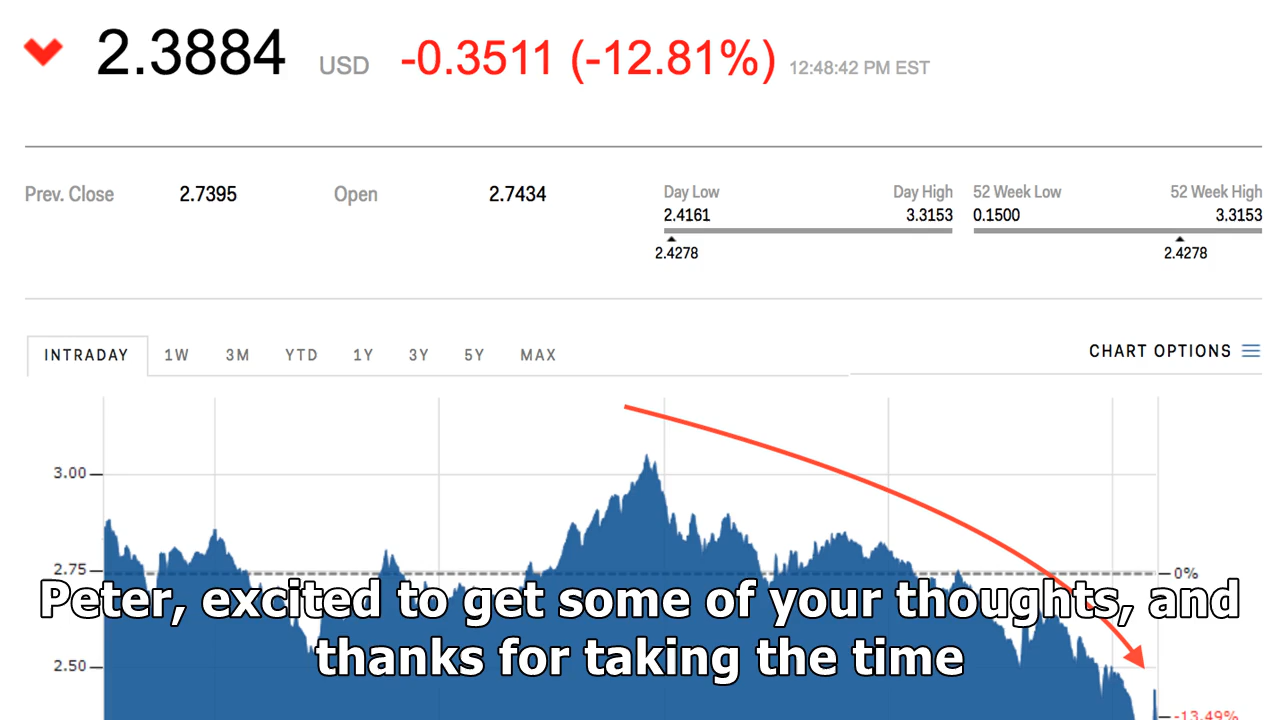 2.3884 USD -0.3511 (-12.81%) 12:48:42 PM EST
Prev. Close 2.7395 Open 2.7434
Day Low Day High 52 Week Low 52 Week High
2.4161 3.3153 0.1500 3.3153
2.4278 2.4278
INTRADAY 1W 3M YTD 1Y 3Y 5Y MAX CHART OPTIONS
3.00
2.75 0%
Peter, excited to get some of your thoughts, and
thanks for taking the time
2.50
-13.49%